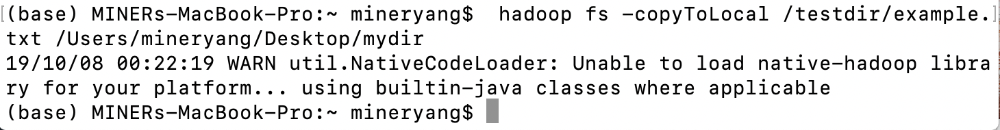 [(base) MINERs-MacBook-Pro:~ mineryang$  hadoop fs -copyToLocal /testdir/example.]
txt /Users/mineryang/Desktop/mydir
19/10/08 00:22:19 WARN util.NativeCodeLoader: Unable to load native-hadoop libra
ry for your platform... using builtin-java classes where applicable
(base) MINERs-MacBook-Pro:~ mineryang$